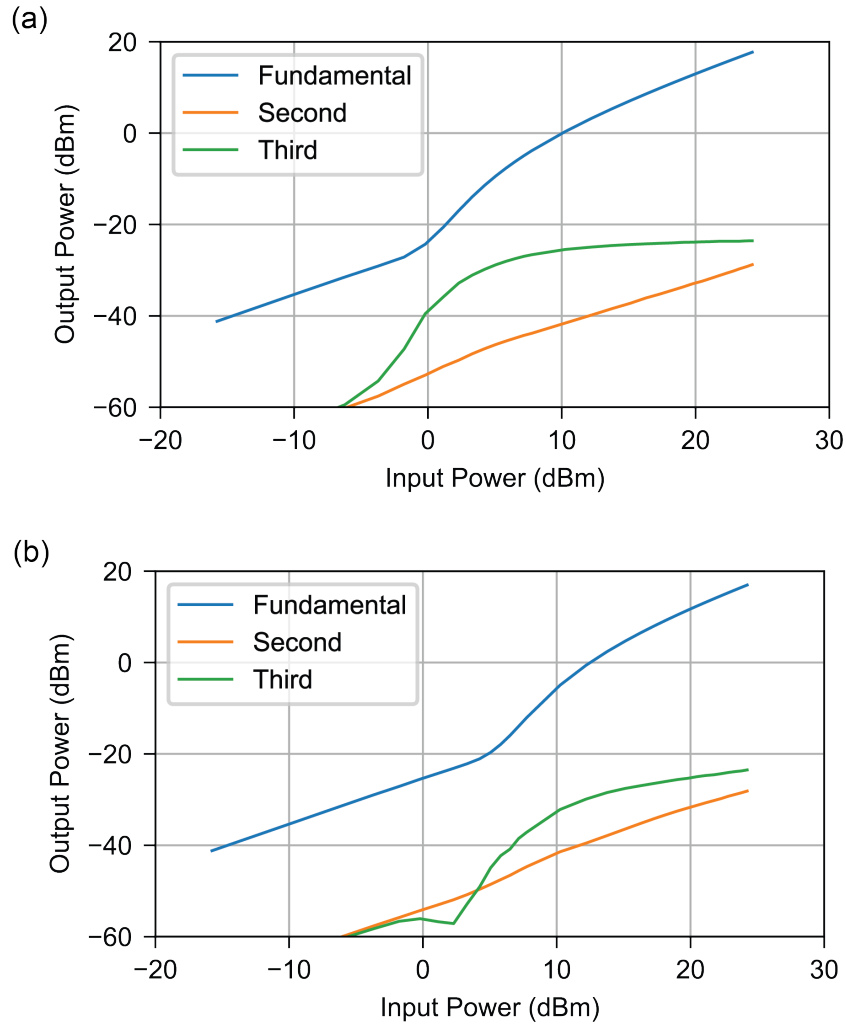 (a)
20
0
−20
−40
−60
Output Power (dBm)
Fundamental
Second
Third
−20 −10 0 10 20 30
Input Power (dBm)
(b)
20
0
−20
−40
−60
Output Power (dBm)
Fundamental
Second
Third
−20 −10 0 10 20 30
Input Power (dBm)